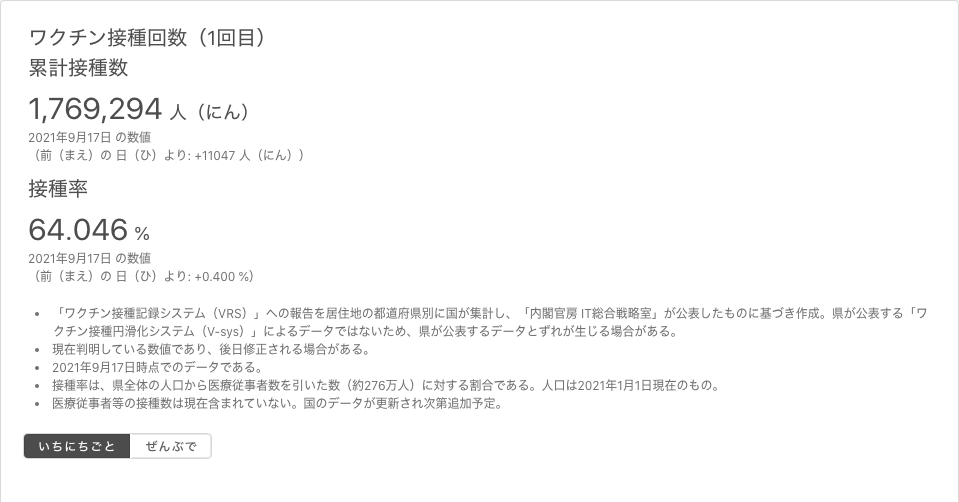 ワクチン接種回数（1回目）
累計接種数
1,769,294 人（にん）
2021年9月17日 の数値
（前（まえ）の 日（ひ）より: +11047 人（にん））
接種率
64.046 %
2021年9月17日 の数値
（前（まえ）の 日（ひ）より: +0.400 %）
• 「ワクチン接種記録システム（VRS）」への報告を居住地の都道府県別に国が集計し、「内閣官房 IT総合戦略室」が公表したものに基づき作成。県が公表する「ワ
クチン接種円滑化システム（V-sys）」によるデータではないため、県が公表するデータとずれが生じる場合がある。
• 現在判明している数値であり、後日修正される場合がある。
• 2021年9月17日時点でのデータである。
• 接種率は、県全体の人口から医療従事者数を引いた数（約276万人）に対する割合である。人口は2021年1月1日現在のもの。
• 医療従事者等の接種数は現在含まれていない。国のデータが更新され次第追加予定。
いちにちごと ぜんぶで